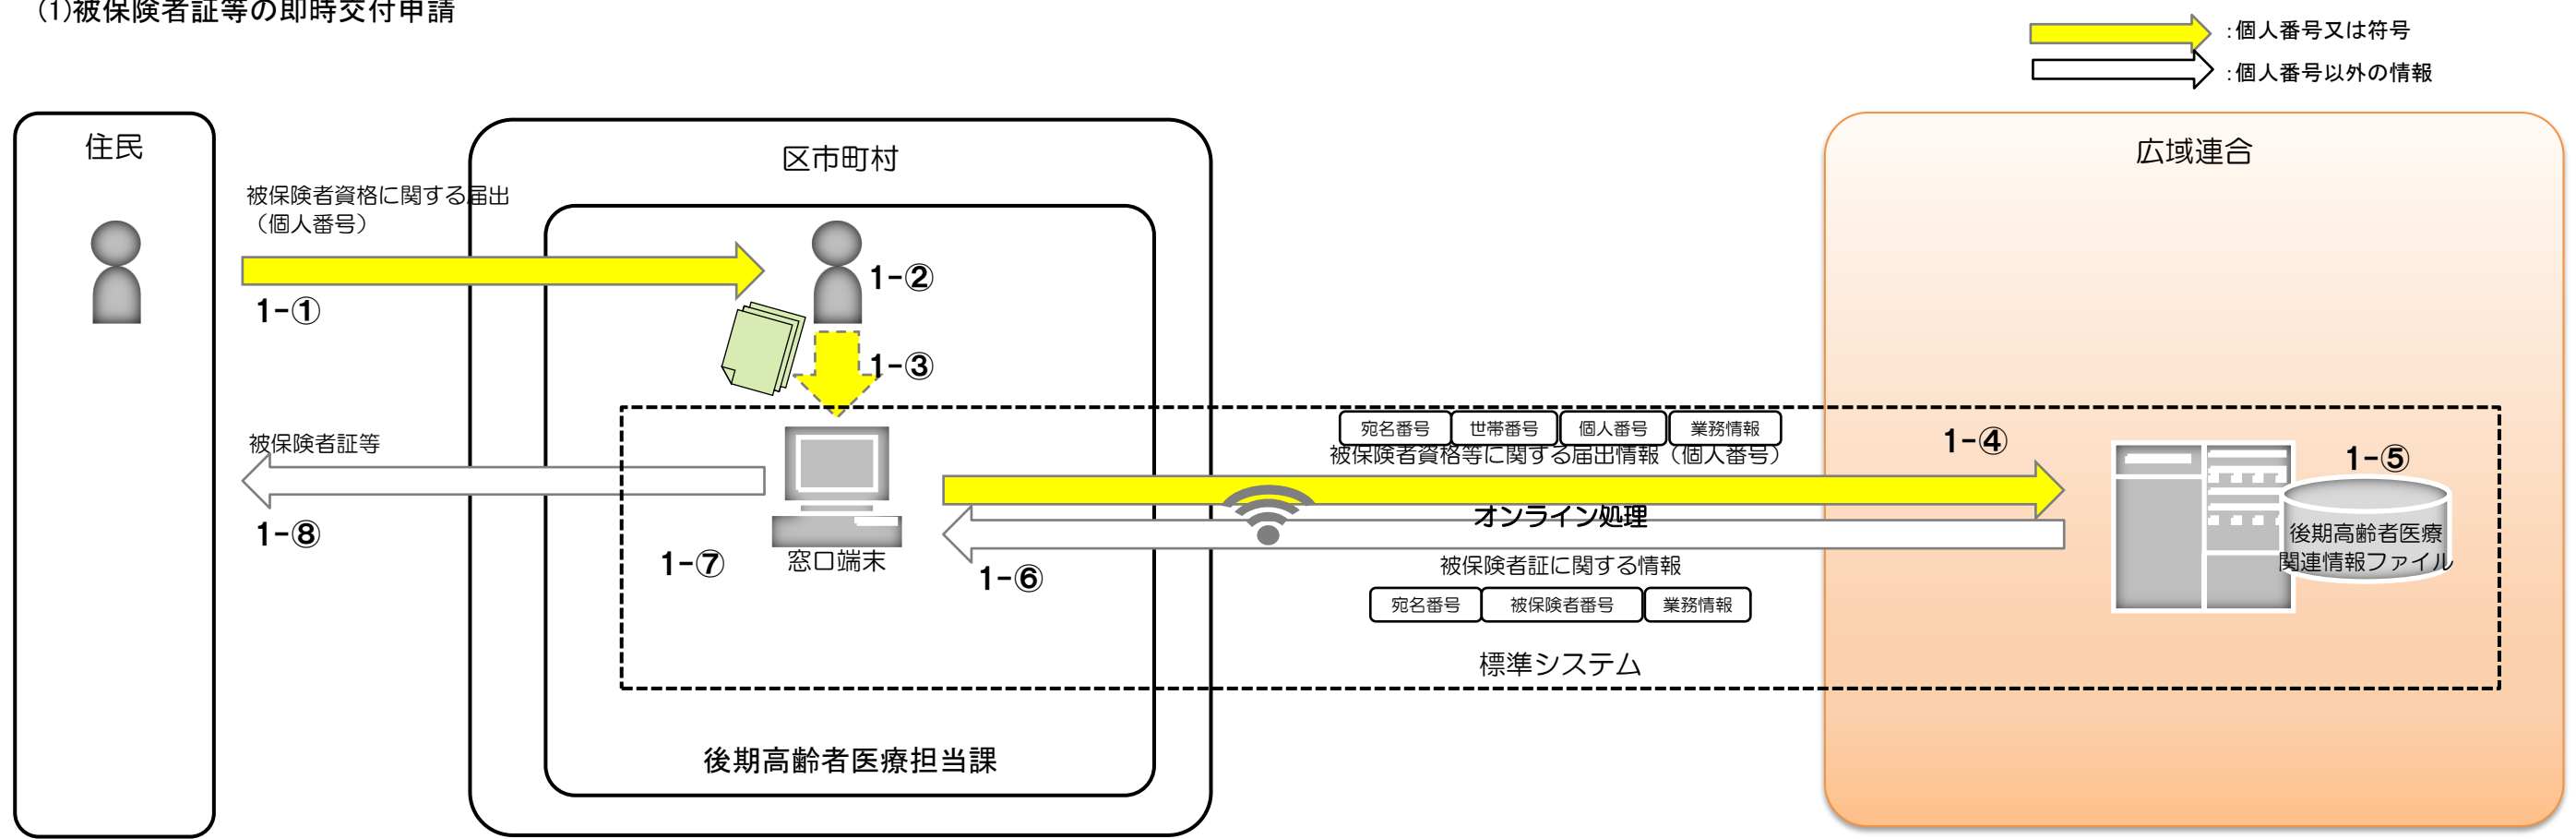 (1)被保険者証等の即時交付申請
:個人番号又は符号
:個人番号以外の情報
住民
区市町村
広域連合
被保険者資格に関する届出
（個人番号）
1-①
1-②
1-③
宛名番号 世帯番号 個人番号 業務情報
被保険者資格等に関する届出情報（個人番号）
1-④
1-⑤
被保険者証等
1-⑧
オンライン処理
後期高齢者医療
関連情報ファイル
窓口端末
1-⑦
1-⑥
被保険者証に関する情報
宛名番号 被保険者番号 業務情報
標準システム
後期高齢者医療担当課